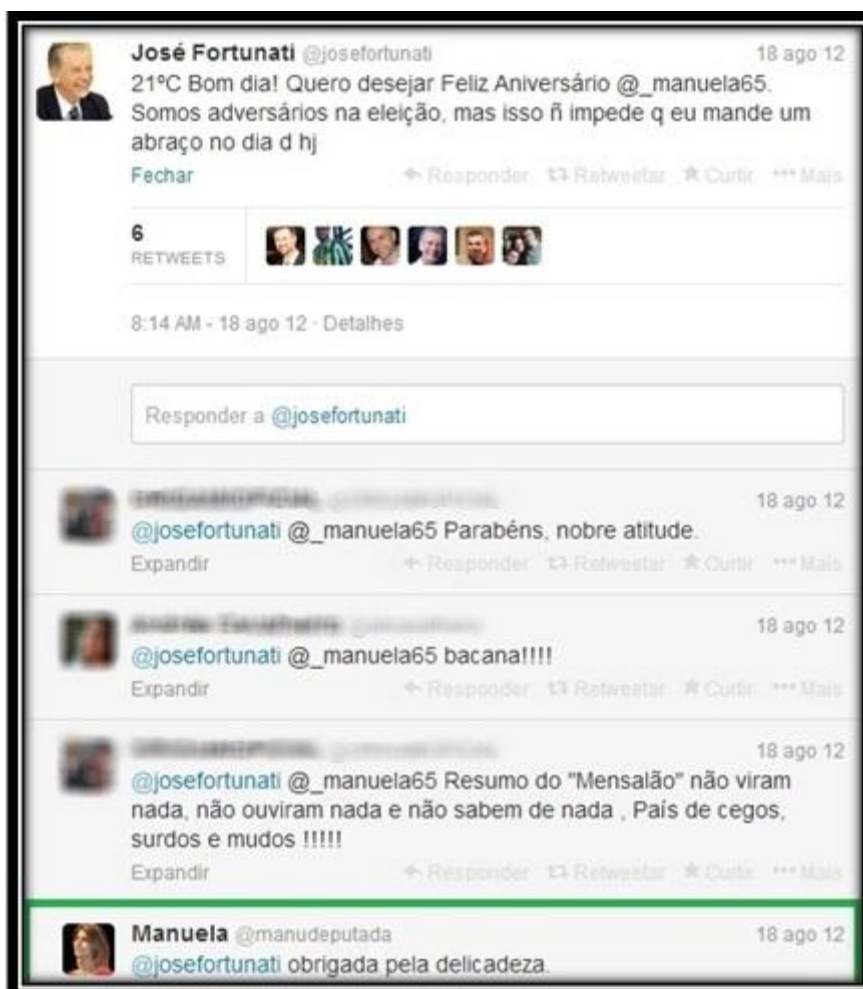 José Fortunati @josefortunati 18 ago 12
21ºC Bom dia! Quero desejar Feliz Aniversário @_manuela65.
Somos adversários na eleição, mas isso ñ impede q eu mande um
abraço no dia d hj
Fechar Responder Retweetar Curtir Mais
6
RETWEETS
8:14 AM - 18 ago 12 · Detalhes
Responder a @josefortunati
18 ago 12
@josefortunati @_manuela65 Parabéns, nobre atitude.
Expandir Responder Retweetar Curtir Mais
18 ago 12
@josefortunati @_manuela65 bacana!!!!
Expandir Responder Retweetar Curtir Mais
18 ago 12
@josefortunati @_manuela65 Resumo do "Mensalão" não viram
nada, não ouviram nada e não sabem de nada , País de cegos,
surdos e mudos !!!!!
Expandir Responder Retweetar Curtir Mais
Manuela @manudeputada 18 ago 12
@josefortunati obrigada pela delicadeza.